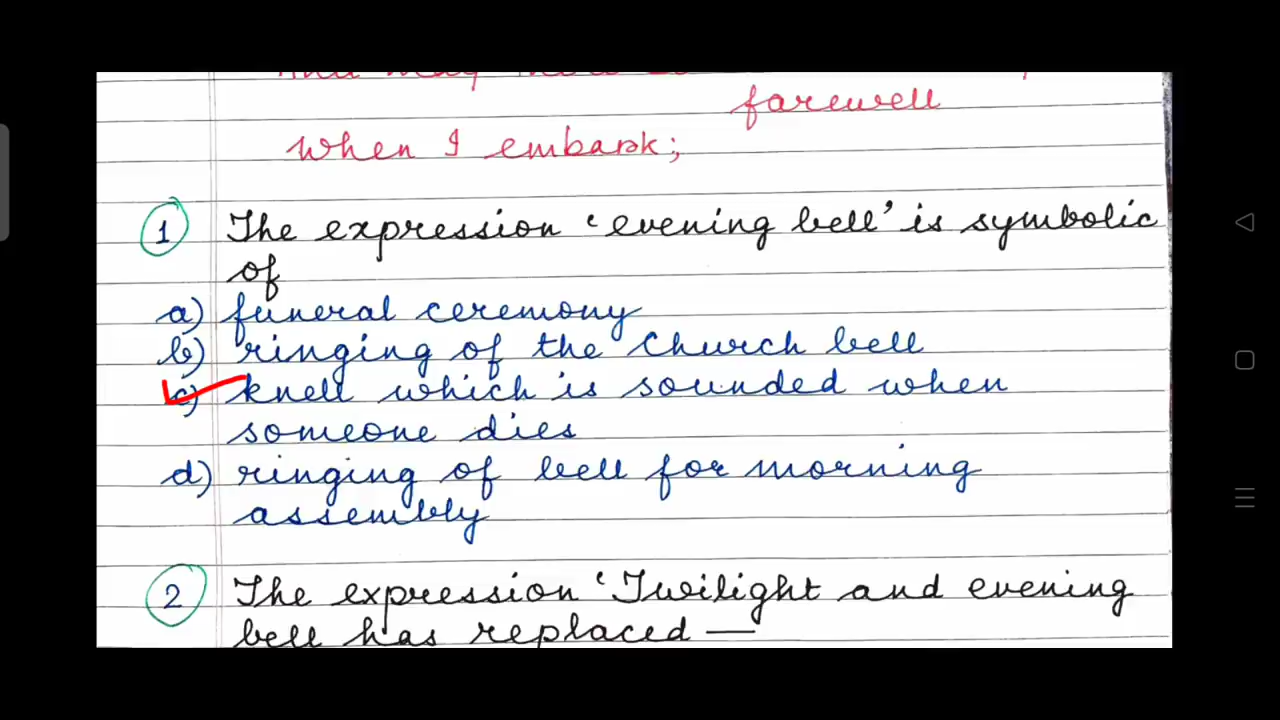 farewell
when I embark;
1 The expression 'evening bell' is symbolic
of
a) funeral ceremony
b) ringing of the church bell
c) knell which is sounded when
someone dies
d) ringing of bell for morning
assembly
2 The expression 'Twilight and evening
bell has replaced —